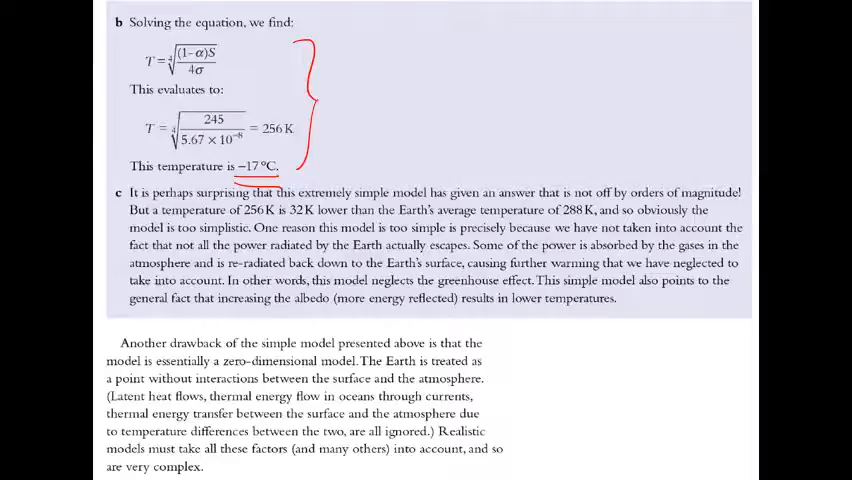 b Solving the equation, we find:
T = ∜((1−α)S / 4σ)
This evaluates to:
T = ∜(245 / 5.67 × 10⁻⁸) = 256 K
This temperature is −17 °C.
c It is perhaps surprising that this extremely simple model has given an answer that is not off by orders of magnitude!
But a temperature of 256 K is 32 K lower than the Earth's average temperature of 288 K, and so obviously the
model is too simplistic. One reason this model is too simple is precisely because we have not taken into account the
fact that not all the power radiated by the Earth actually escapes. Some of the power is absorbed by the gases in the
atmosphere and is re-radiated back down to the Earth's surface, causing further warming that we have neglected to
take into account. In other words, this model neglects the greenhouse effect. This simple model also points to the
general fact that increasing the albedo (more energy reflected) results in lower temperatures.
Another drawback of the simple model presented above is that the
model is essentially a zero-dimensional model. The Earth is treated as
a point without interactions between the surface and the atmosphere.
(Latent heat flows, thermal energy flow in oceans through currents,
thermal energy transfer between the surface and the atmosphere due
to temperature differences between the two, are all ignored.) Realistic
models must take all these factors (and many others) into account, and so
are very complex.